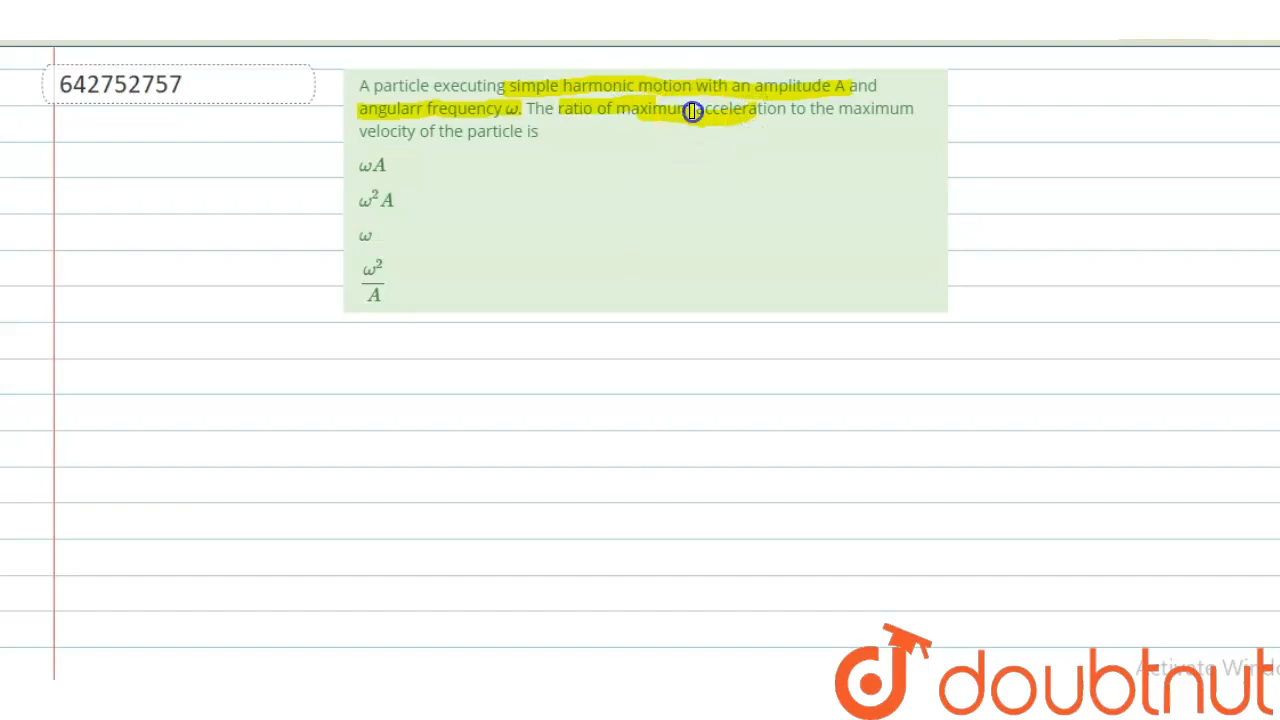 642752757
A particle executing simple harmonic motion with an amplitude A and
angularr frequency ω. The ratio of maximum acceleration to the maximum
velocity of the particle is
ωA
ω²A
ω
ω²/A
doubtnut